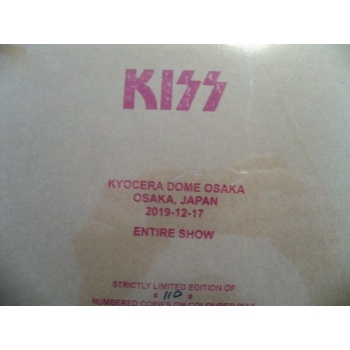 KISS
KYOCERA DOME OSAKA
OSAKA, JAPAN
2019-12-17
ENTIRE SHOW
STRICTLY LIMITED EDITION OF
# 110 #
NUMBERED COPIES ON COLOURED WAX